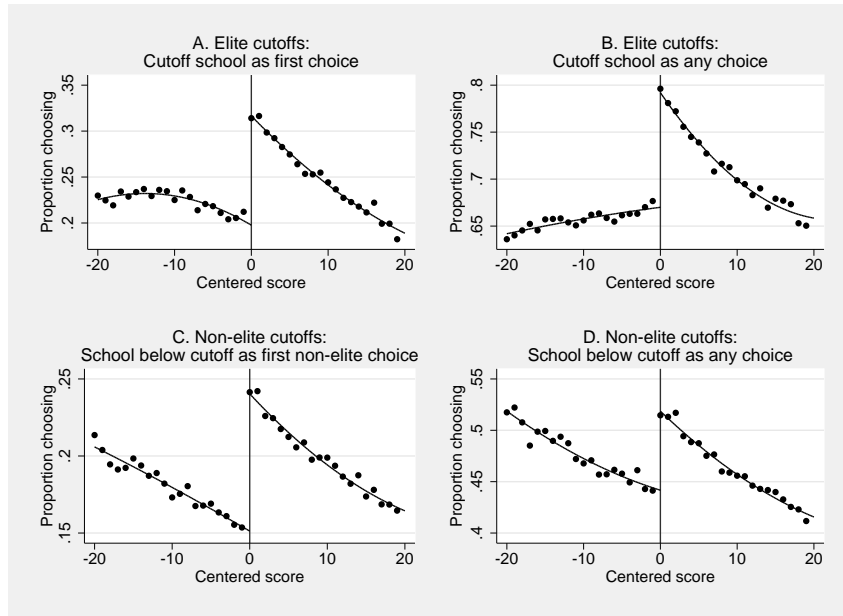 A. Elite cutoffs:
Cutoff school as first choice
Proportion choosing
.2 .25 .3 .35
-20 -10 0 10 20
Centered score
B. Elite cutoffs:
Cutoff school as any choice
Proportion choosing
.65 .7 .75 .8
-20 -10 0 10 20
Centered score
C. Non-elite cutoffs:
School below cutoff as first non-elite choice
Proportion choosing
.15 .2 .25
-20 -10 0 10 20
Centered score
D. Non-elite cutoffs:
School below cutoff as any choice
Proportion choosing
.4 .45 .5 .55
-20 -10 0 10 20
Centered score